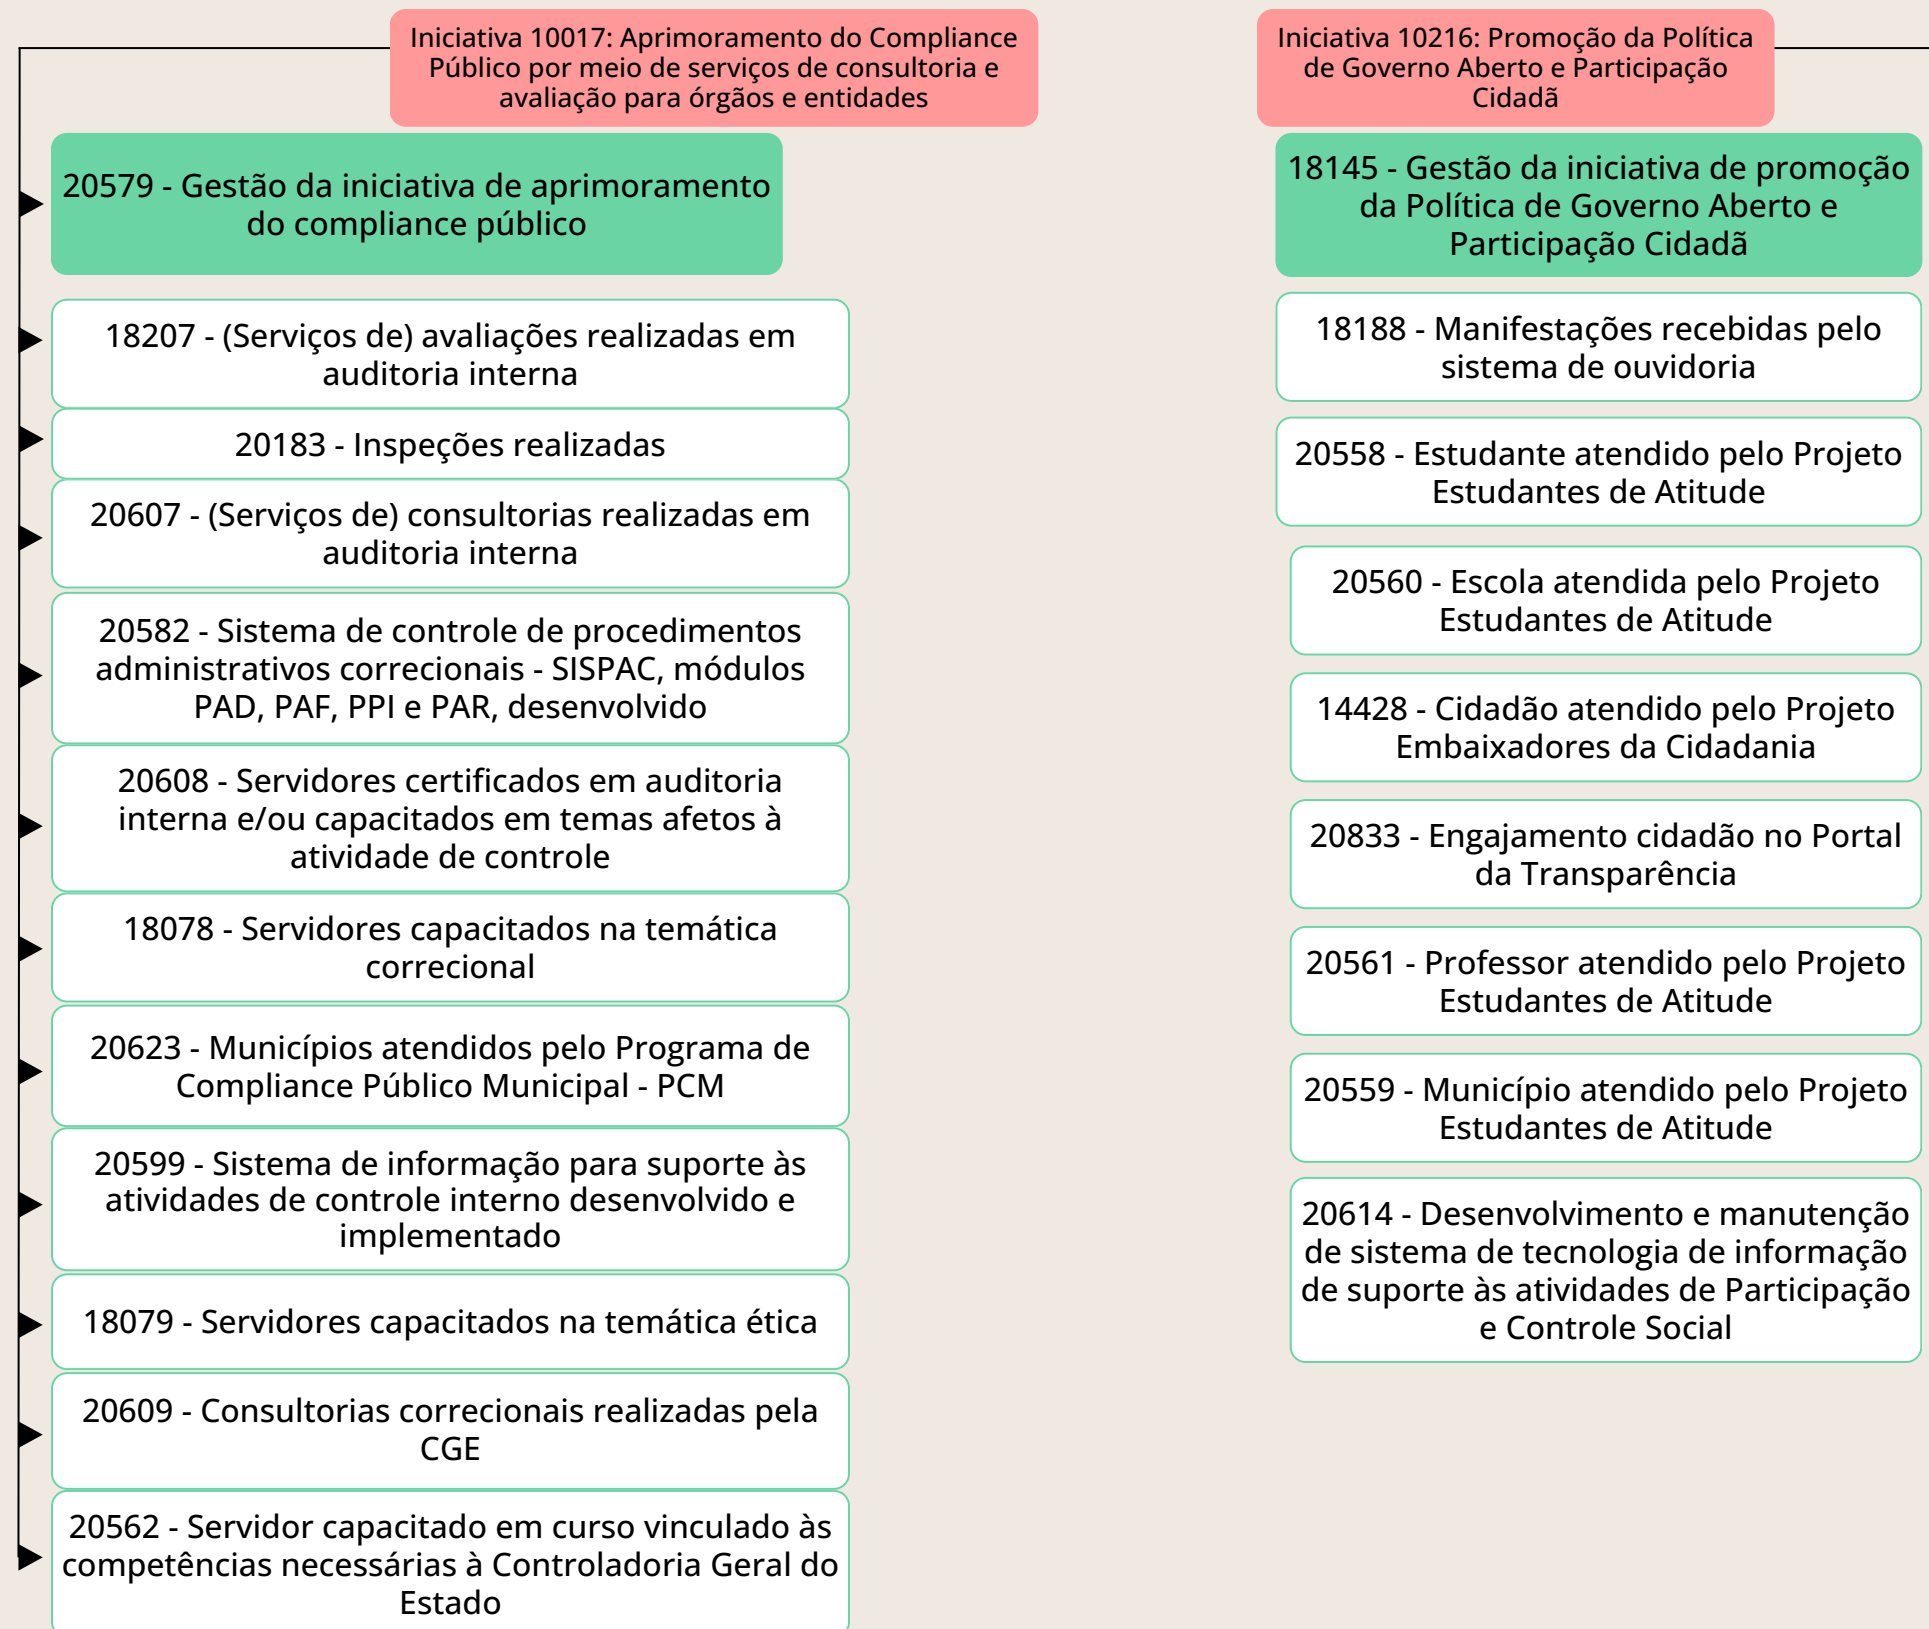 Iniciativa 10017: Aprimoramento do Compliance
Público por meio de serviços de consultoria e
avaliação para órgãos e entidades
20579 - Gestão da iniciativa de aprimoramento
do compliance público
18207 - (Serviços de) avaliações realizadas em
auditoria interna
20183 - Inspeções realizadas
20607 - (Serviços de) consultorias realizadas em
auditoria interna
20582 - Sistema de controle de procedimentos
administrativos correcionais - SISPAC, módulos
PAD, PAF, PPI e PAR, desenvolvido
20608 - Servidores certificados em auditoria
interna e/ou capacitados em temas afetos à
atividade de controle
18078 - Servidores capacitados na temática
correcional
20623 - Municípios atendidos pelo Programa de
Compliance Público Municipal - PCM
20599 - Sistema de informação para suporte às
atividades de controle interno desenvolvido e
implementado
18079 - Servidores capacitados na temática ética
20609 - Consultorias correcionais realizadas pela
CGE
20562 - Servidor capacitado em curso vinculado às
competências necessárias à Controladoria Geral do
Estado
Iniciativa 10216: Promoção da Política
de Governo Aberto e Participação
Cidadã
18145 - Gestão da iniciativa de promoção
da Política de Governo Aberto e
Participação Cidadã
18188 - Manifestações recebidas pelo
sistema de ouvidoria
20558 - Estudante atendido pelo Projeto
Estudantes de Atitude
20560 - Escola atendida pelo Projeto
Estudantes de Atitude
14428 - Cidadão atendido pelo Projeto
Embaixadores da Cidadania
20833 - Engajamento cidadão no Portal
da Transparência
20561 - Professor atendido pelo Projeto
Estudantes de Atitude
20559 - Município atendido pelo Projeto
Estudantes de Atitude
20614 - Desenvolvimento e manutenção
de sistema de tecnologia de informação
de suporte às atividades de Participação
e Controle Social